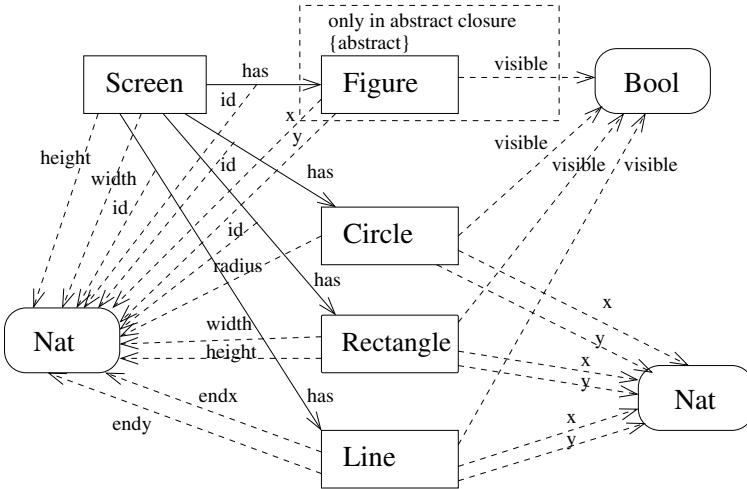 only in abstract closure
{abstract}
has
visible
Screen
Figure
Bool
id
x
y
visible
height
id
visible
visible
width
has
id
id
Circle
radius
has
x
width
y
Nat
Rectangle
height
x
y
Nat
has
endx
x
endy
y
Line